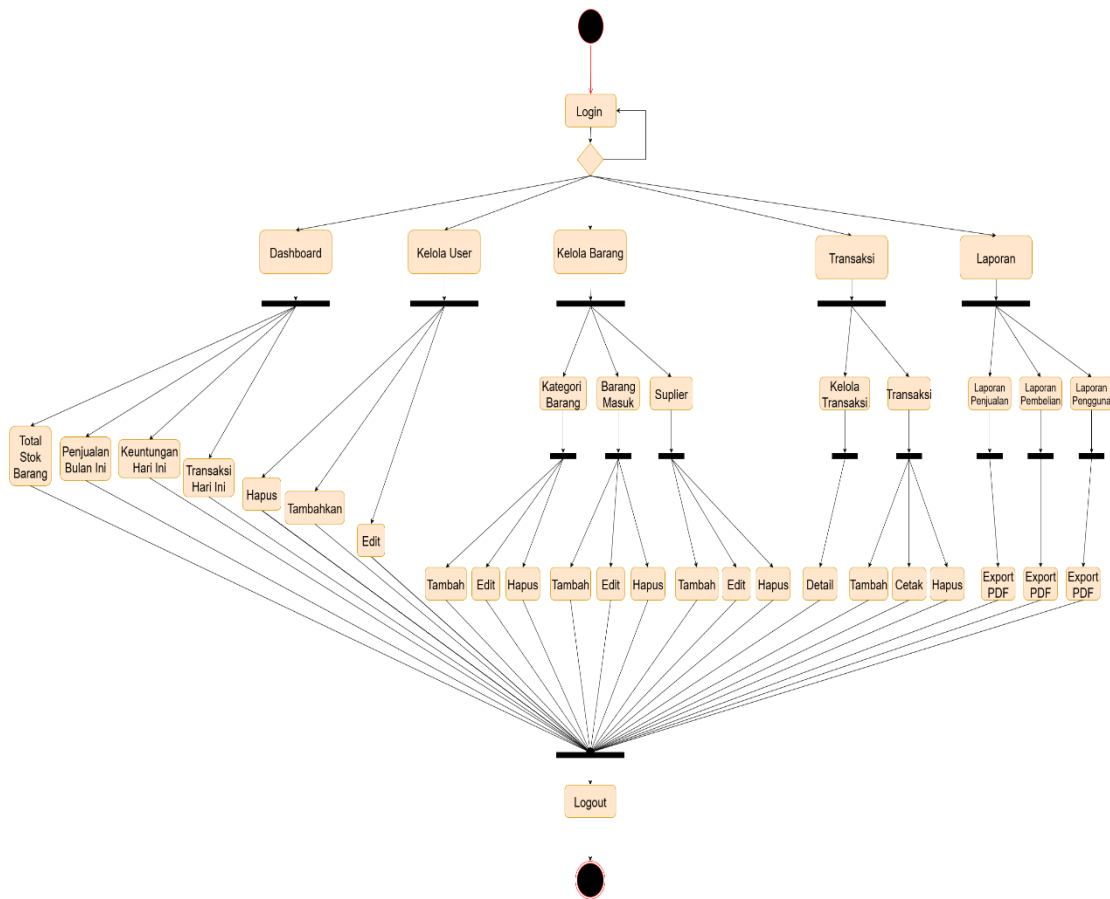 Login
Dashboard
Kelola User
Kelola Barang
Transaksi
Laporan
Kategori
Barang
Barang
Masuk
Suplier
Kelola
Transaksi
Transaksi
Laporan
Penjualan
Laporan
Pembelian
Laporan
Pengguna
Total
Stok
Barang
Penjualan
Bulan Ini
Keuntungan
Hari Ini
Transaksi
Hari Ini
Hapus
Tambahkan
Edit
Tambah
Edit
Hapus
Tambah
Edit
Hapus
Tambah
Edit
Hapus
Detail
Tambah
Cetak
Hapus
Export
PDF
Export
PDF
Export
PDF
Logout